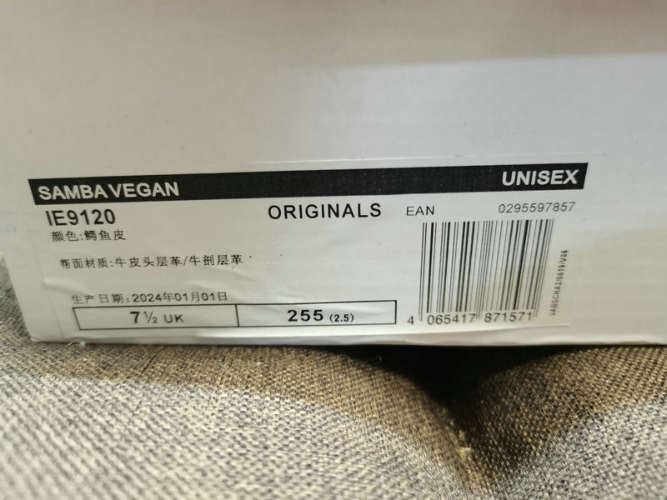 SAMBA VEGAN
UNISEX
IE9120
ORIGINALS
EAN
0295597857
颜色:鳄鱼皮
鞋面材质:牛皮头层革/牛剖层革
生产日期:2024年01月01日
7½ UK
255 (2.5)
4 065417 871571